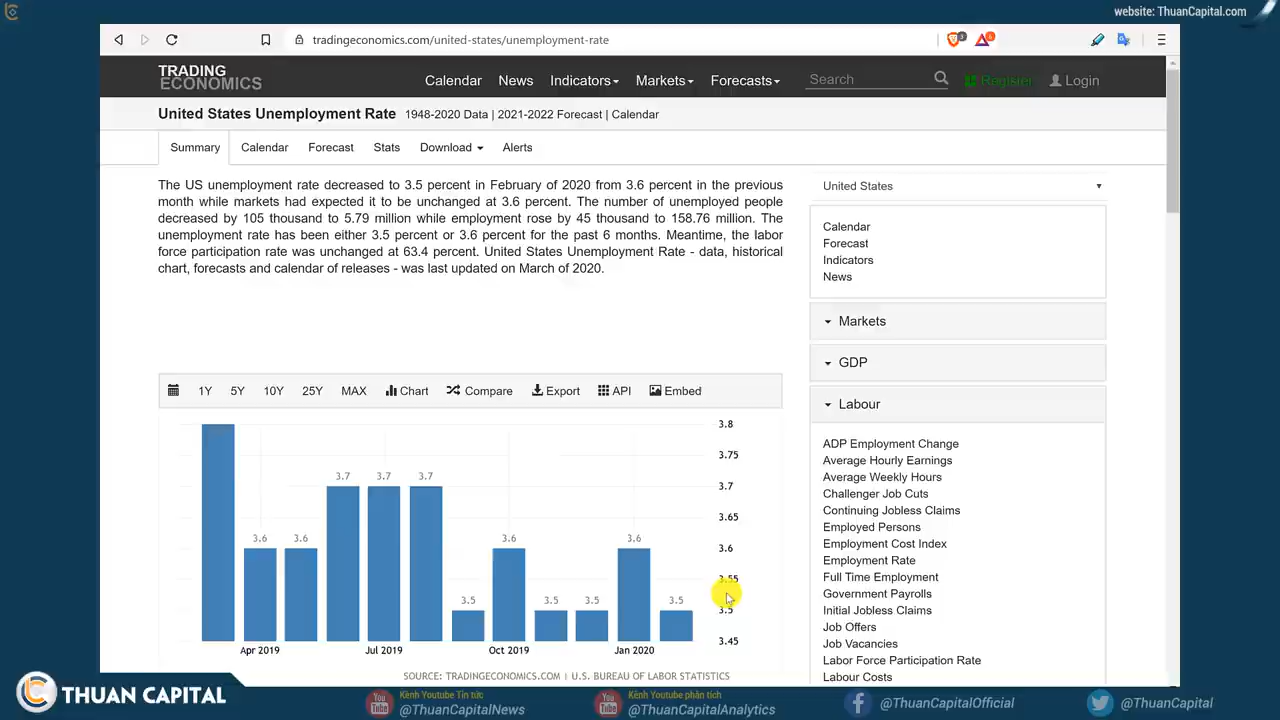 website: ThuanCapital.com
tradingeconomics.com/united-states/unemployment-rate
TRADING
ECONOMICS
Calendar News Indicators Markets Forecasts Search Register Login
United States Unemployment Rate 1948-2020 Data | 2021-2022 Forecast | Calendar
Summary Calendar Forecast Stats Download Alerts
The US unemployment rate decreased to 3.5 percent in February of 2020 from 3.6 percent in the previous
month while markets had expected it to be unchanged at 3.6 percent. The number of unemployed people
decreased by 105 thousand to 5.79 million while employment rose by 45 thousand to 158.76 million. The
unemployment rate has been either 3.5 percent or 3.6 percent for the past 6 months. Meantime, the labor
force participation rate was unchanged at 63.4 percent. United States Unemployment Rate - data, historical
chart, forecasts and calendar of releases - was last updated on March of 2020.
United States
Calendar
Forecast
Indicators
News
Markets
GDP
Labour
ADP Employment Change
Average Hourly Earnings
Average Weekly Hours
Challenger Job Cuts
Continuing Jobless Claims
Employed Persons
Employment Cost Index
Employment Rate
Full Time Employment
Government Payrolls
Initial Jobless Claims
Job Offers
Job Vacancies
Labor Force Participation Rate
Labour Costs
1Y 5Y 10Y 25Y MAX Chart Compare Export API Embed
3.8
3.75
3.7 3.7 3.7 3.7
3.65
3.6 3.6 3.6 3.6 3.6
3.55
3.5 3.5 3.5 3.5 3.5
3.45
Apr 2019 Jul 2019 Oct 2019 Jan 2020
SOURCE: TRADINGECONOMICS.COM | U.S. BUREAU OF LABOR STATISTICS
THUAN CAPITAL
Kênh Youtube Tin tức
@ThuanCapitalNews
Kênh Youtube phân tích
@ThuanCapitalAnalytics
@ThuanCapitalOfficial
@ThuanCapital